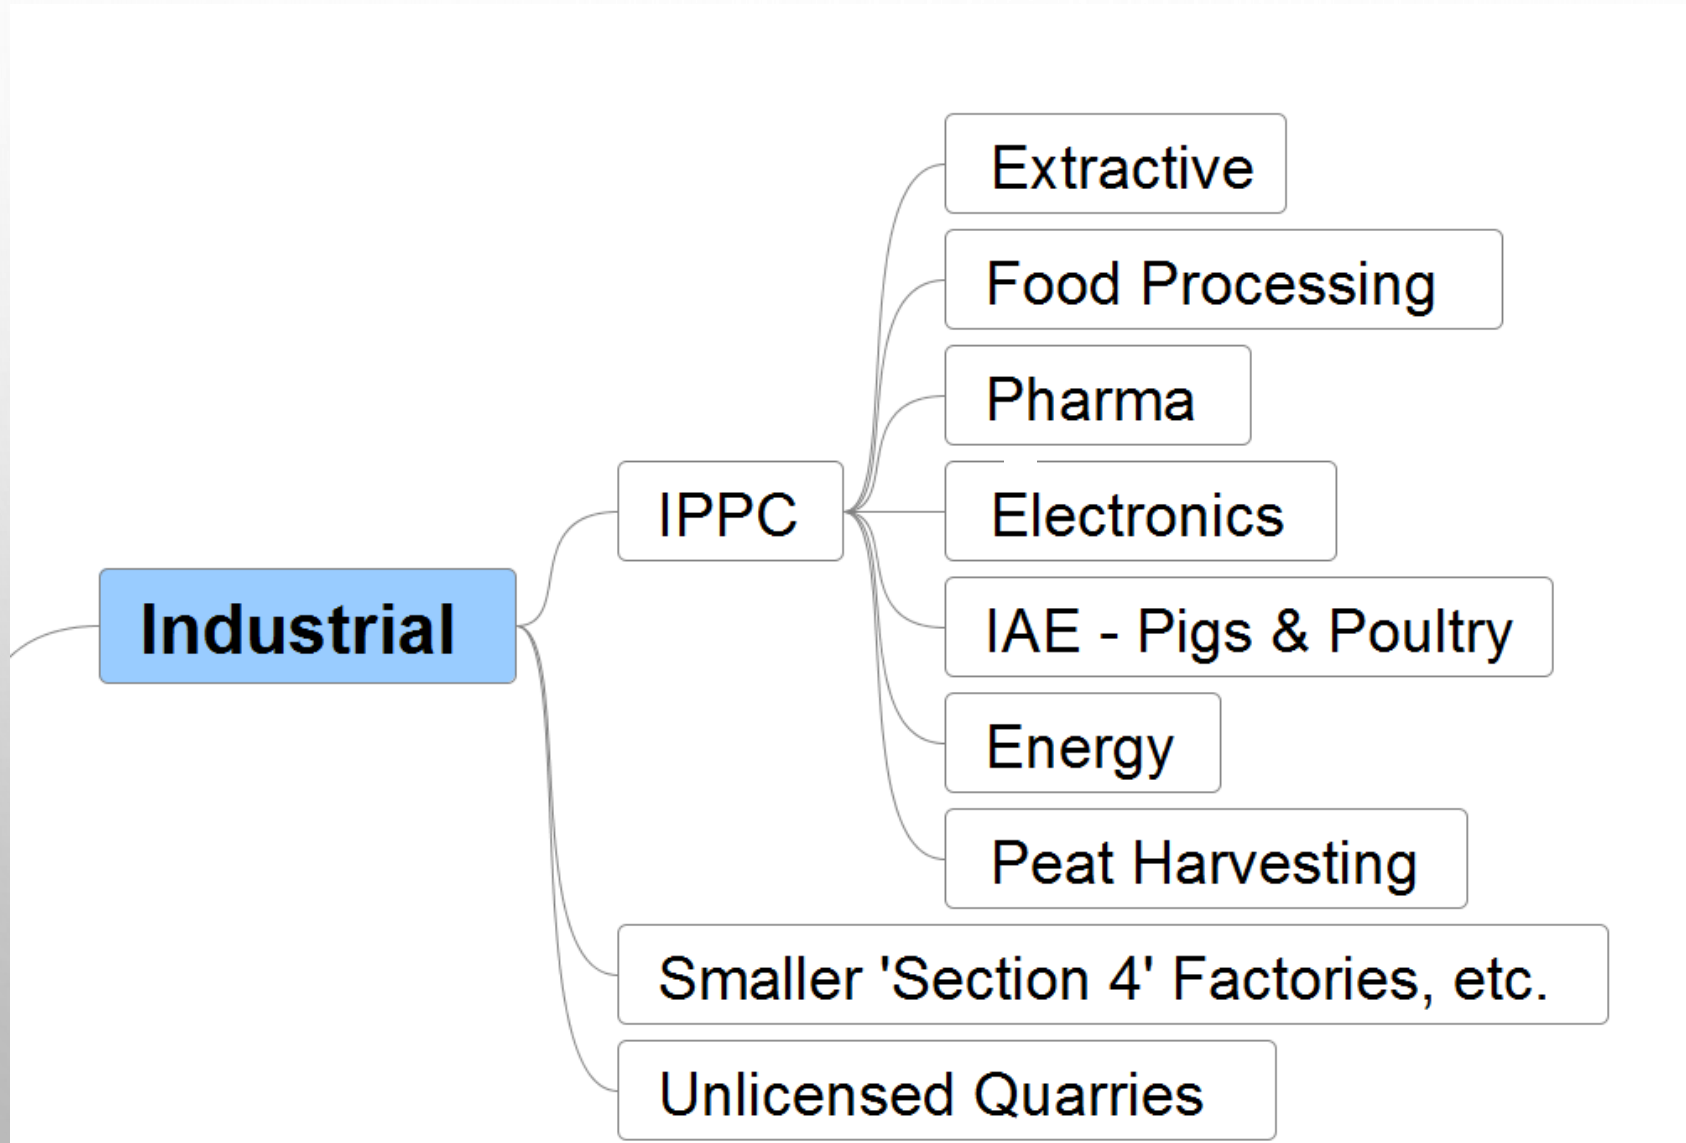 Extractive
Food Processing
Pharma
IPPC
Electronics
Industrial
IAE - Pigs & Poultry
Energy
Peat Harvesting
Smaller 'Section 4' Factories, etc.
Unlicensed Quarries